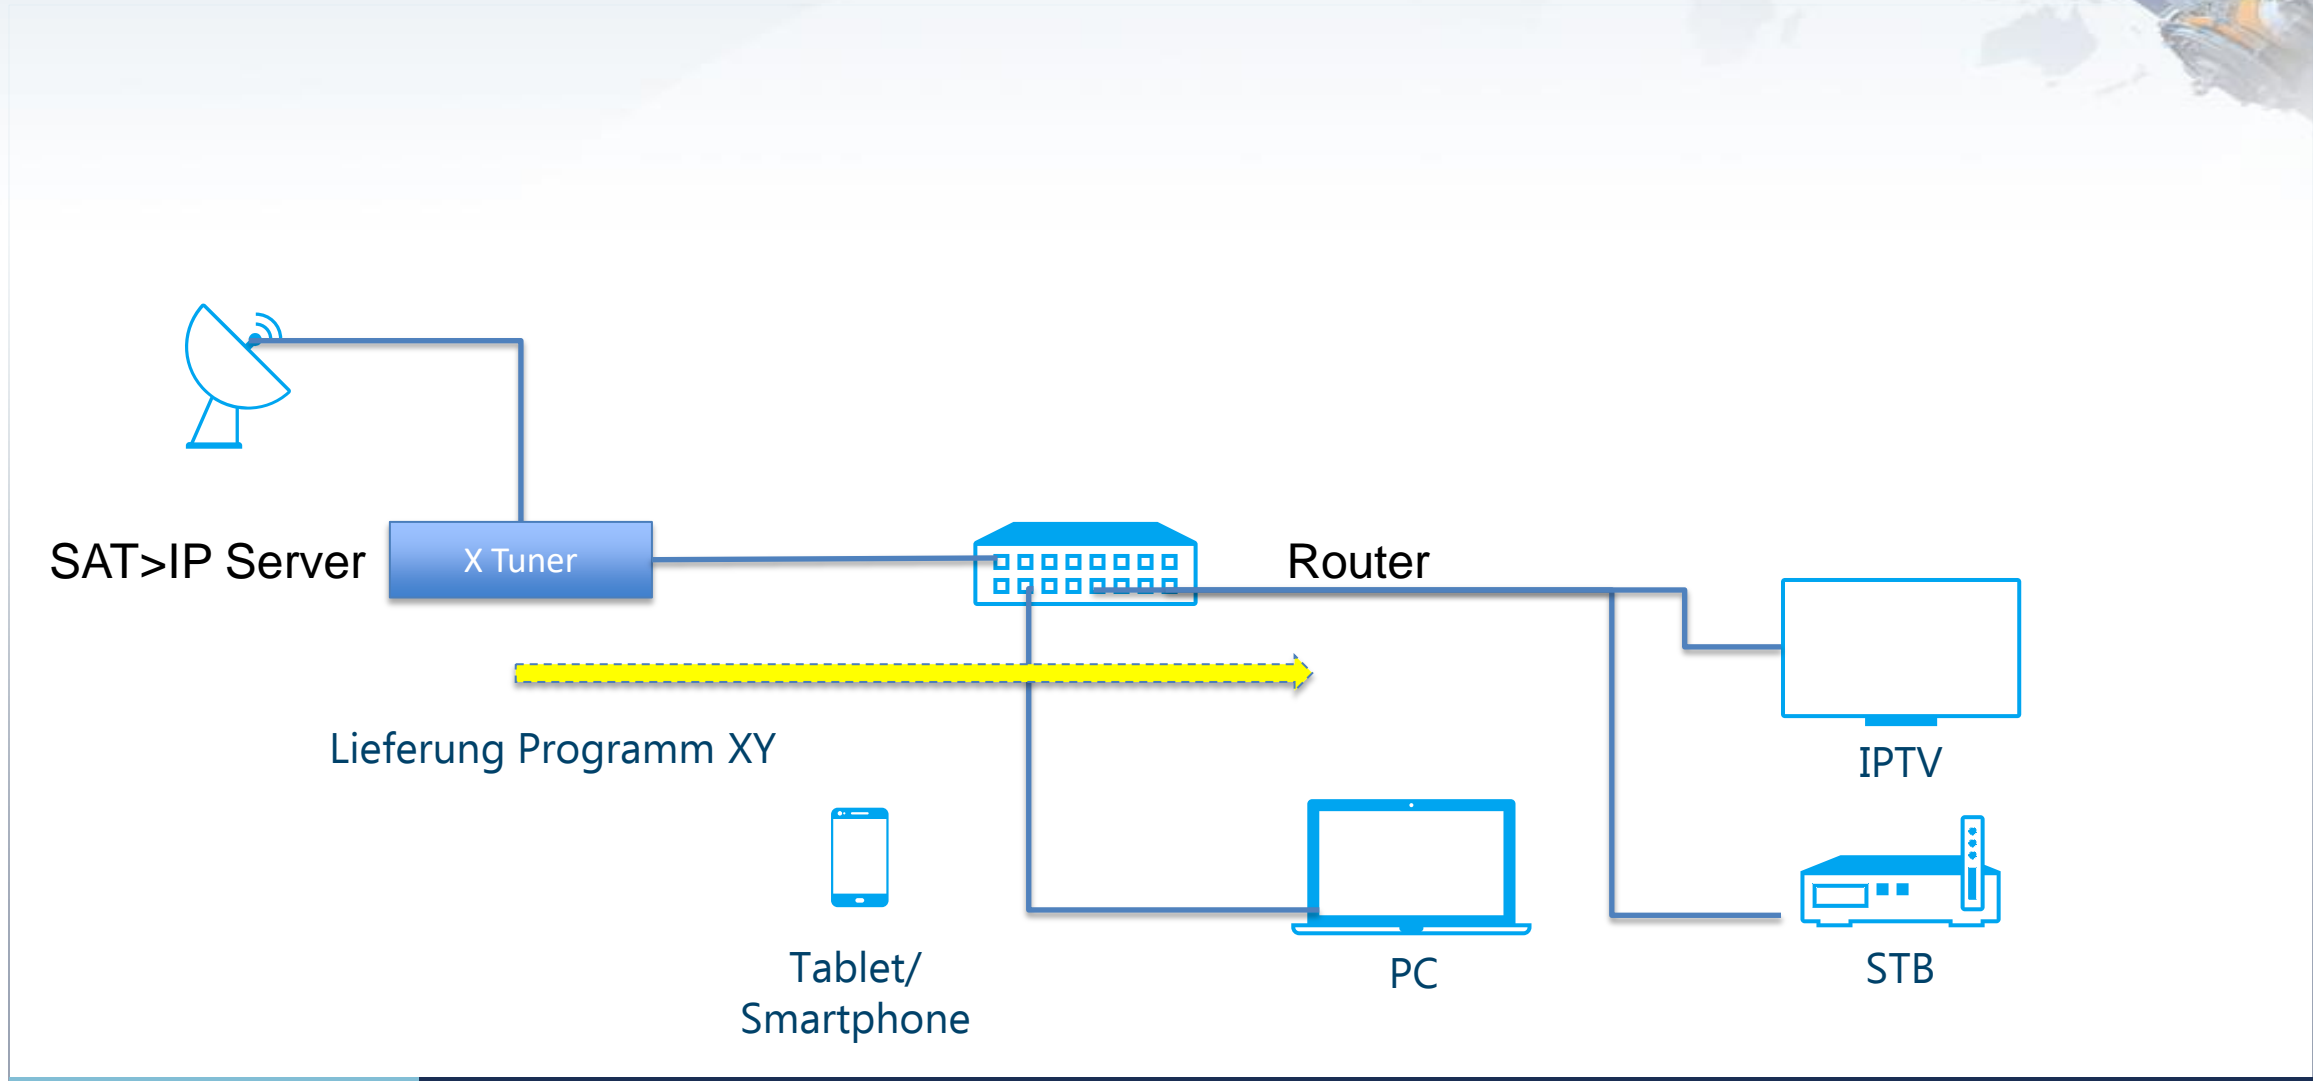 SAT>IP Server
X Tuner
Router
Lieferung Programm XY
IPTV
Tablet/
Smartphone
PC
STB